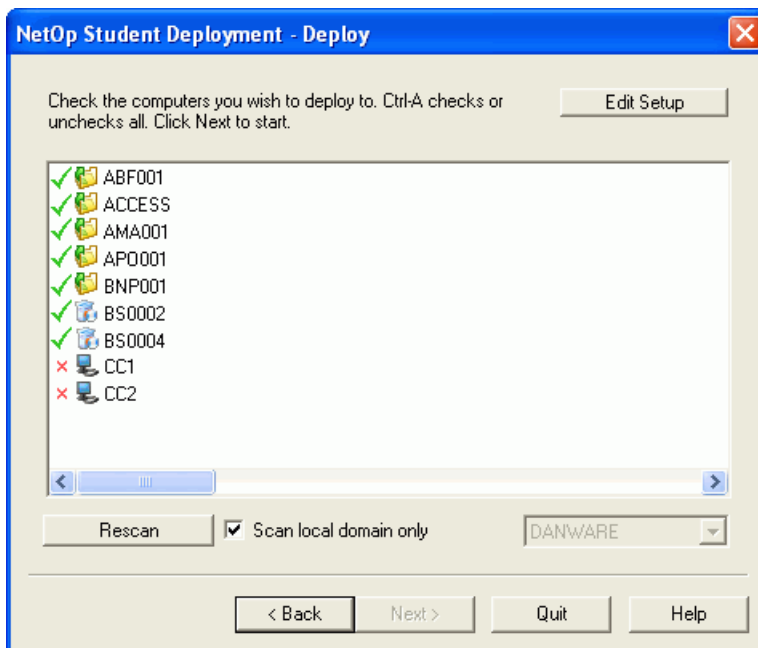 NetOp Student Deployment - Deploy
Check the computers you wish to deploy to. Ctrl-A checks or
unchecks all. Click Next to start.
Edit Setup
ABF001
ACCESS
AMA001
APO001
BNP001
BS0002
BS0004
CC1
CC2
Rescan
Scan local domain only
DANWARE
< Back
Next >
Quit
Help